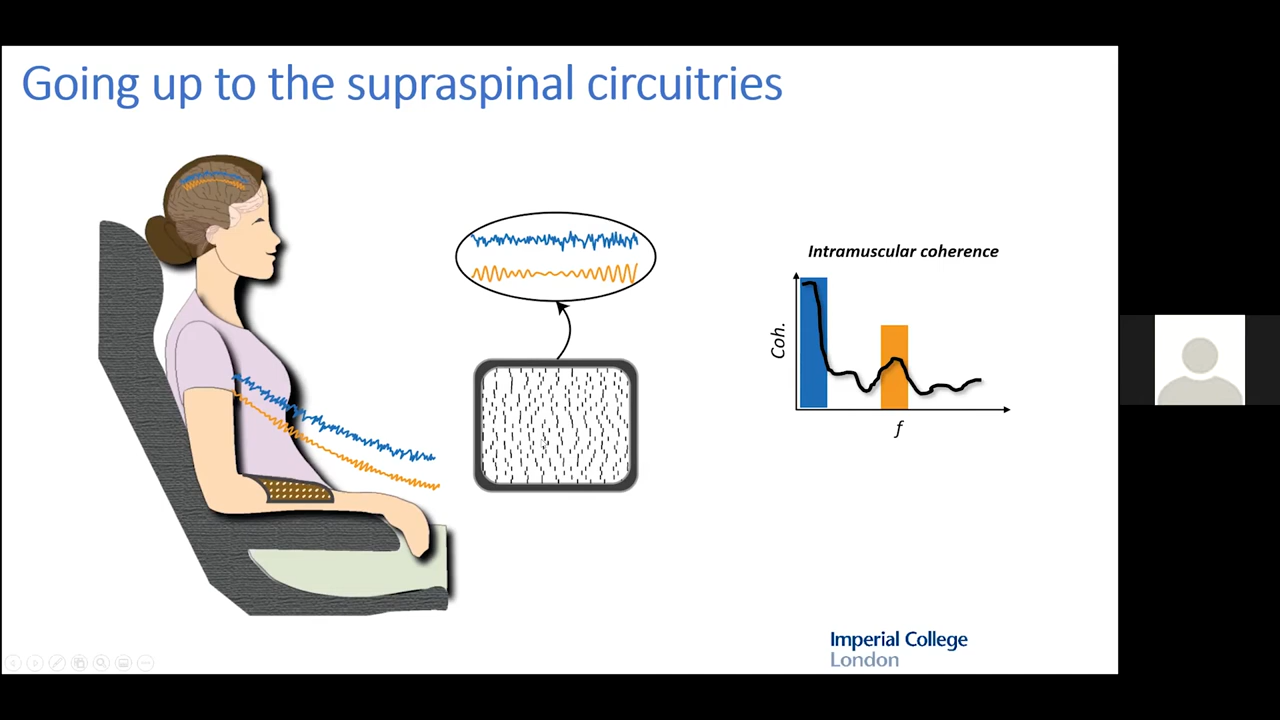 Going up to the supraspinal circuitries
Intramuscular coherence
Coh.
f
Imperial College
London